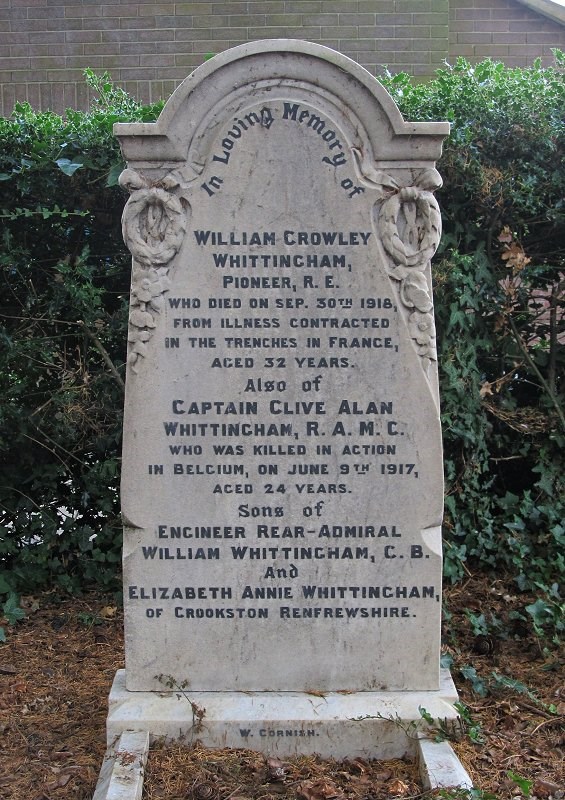 In Loving Memory of
WILLIAM CROWLEY
WHITTINGHAM,
PIONEER, R. E.
WHO DIED ON SEP. 30TH 1918,
FROM ILLNESS CONTRACTED
IN THE TRENCHES IN FRANCE,
AGED 32 YEARS.
Also of
CAPTAIN CLIVE ALAN
WHITTINGHAM, R. A. M. C.
WHO WAS KILLED IN ACTION
IN BELGIUM, ON JUNE 9TH 1917,
AGED 24 YEARS.
Sons of
ENGINEER REAR-ADMIRAL
WILLIAM WHITTINGHAM, C. B.
And
ELIZABETH ANNIE WHITTINGHAM,
OF CROOKSTON RENFREWSHIRE.
W. CORNISH.